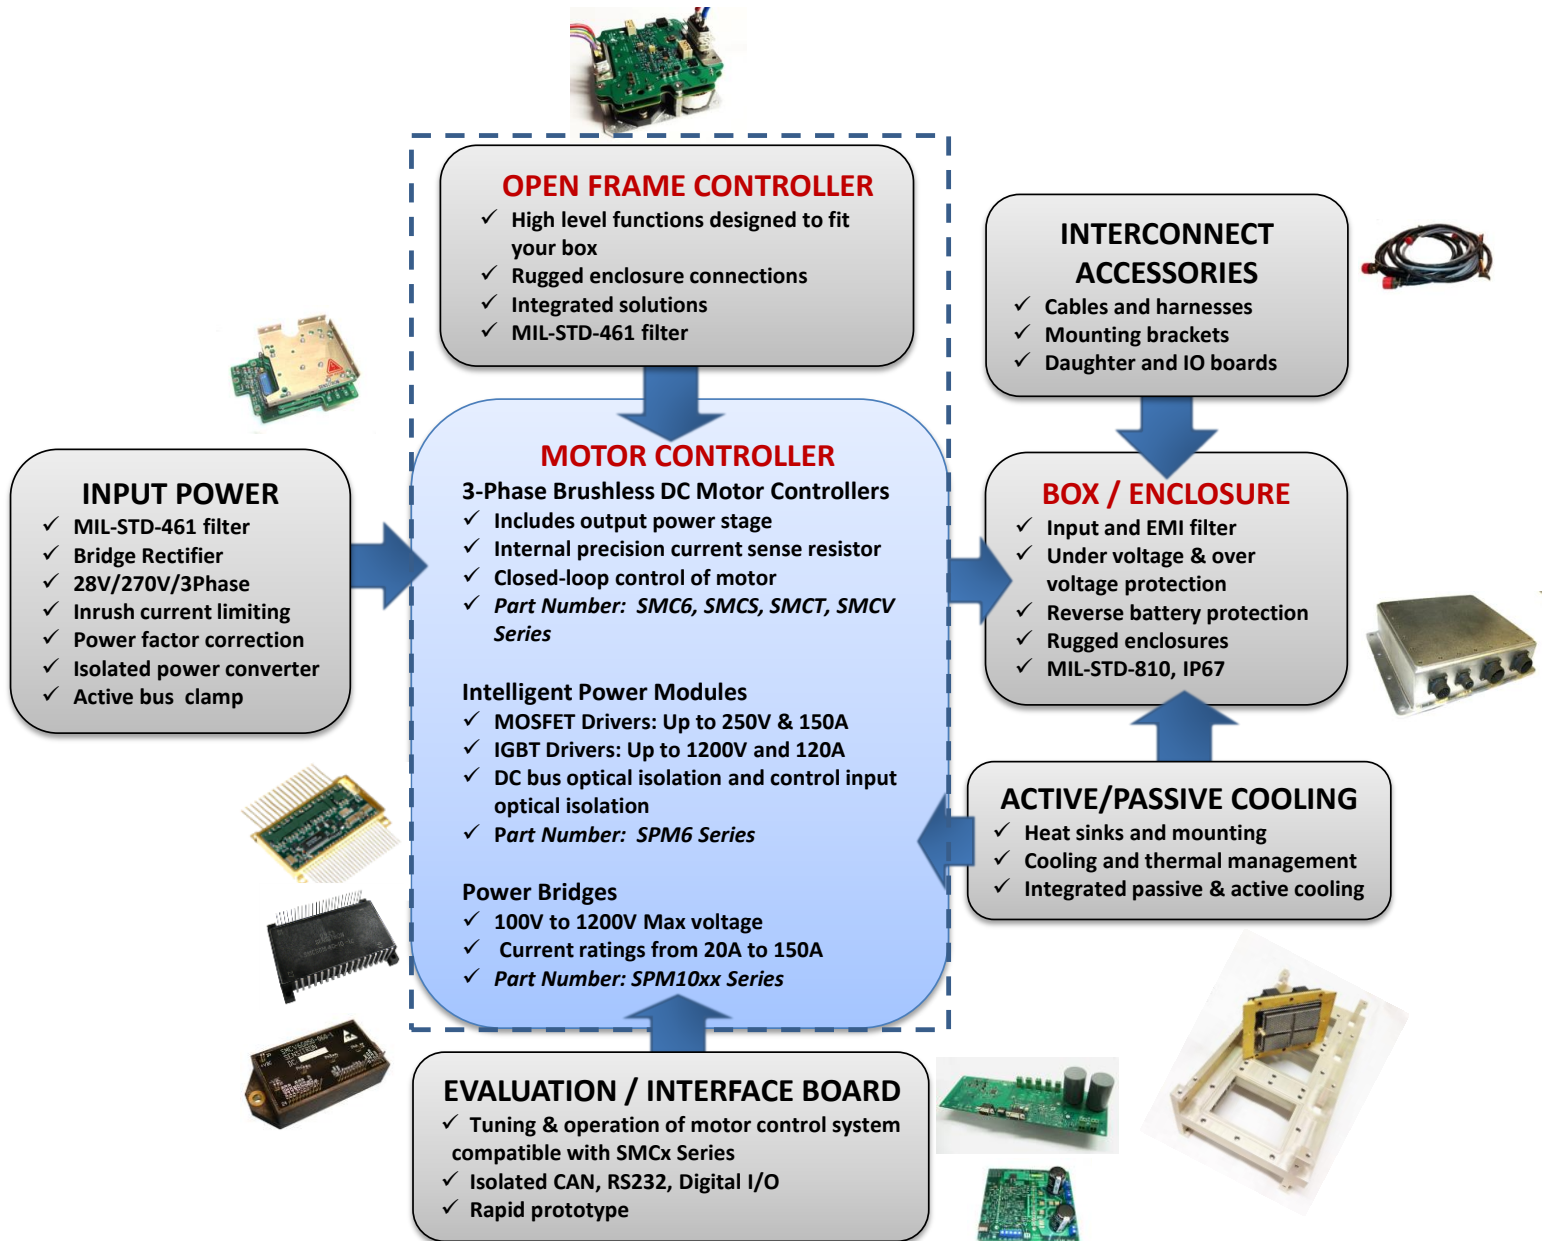 OPEN FRAME CONTROLLER
✓ High level functions designed to fit
your box
✓ Rugged enclosure connections
✓ Integrated solutions
✓ MIL-STD-461 filter
INTERCONNECT
ACCESSORIES
✓ Cables and harnesses
✓ Mounting brackets
✓ Daughter and IO boards
INPUT POWER
✓ MIL-STD-461 filter
✓ Bridge Rectifier
✓ 28V/270V/3Phase
✓ Inrush current limiting
✓ Power factor correction
✓ Isolated power converter
✓ Active bus clamp
MOTOR CONTROLLER
3-Phase Brushless DC Motor Controllers
✓ Includes output power stage
✓ Internal precision current sense resistor
✓ Closed-loop control of motor
✓ Part Number: SMC6, SMCS, SMCT, SMCV
Series
Intelligent Power Modules
✓ MOSFET Drivers: Up to 250V & 150A
✓ IGBT Drivers: Up to 1200V and 120A
✓ DC bus optical isolation and control input
optical isolation
✓ Part Number: SPM6 Series
Power Bridges
✓ 100V to 1200V Max voltage
✓ Current ratings from 20A to 150A
✓ Part Number: SPM10xx Series
BOX / ENCLOSURE
✓ Input and EMI filter
✓ Under voltage & over
voltage protection
✓ Reverse battery protection
✓ Rugged enclosures
✓ MIL-STD-810, IP67
ACTIVE/PASSIVE COOLING
✓ Heat sinks and mounting
✓ Cooling and thermal management
✓ Integrated passive & active cooling
EVALUATION / INTERFACE BOARD
✓ Tuning & operation of motor control system
compatible with SMCx Series
✓ Isolated CAN, RS232, Digital I/O
✓ Rapid prototype
SENSITRON